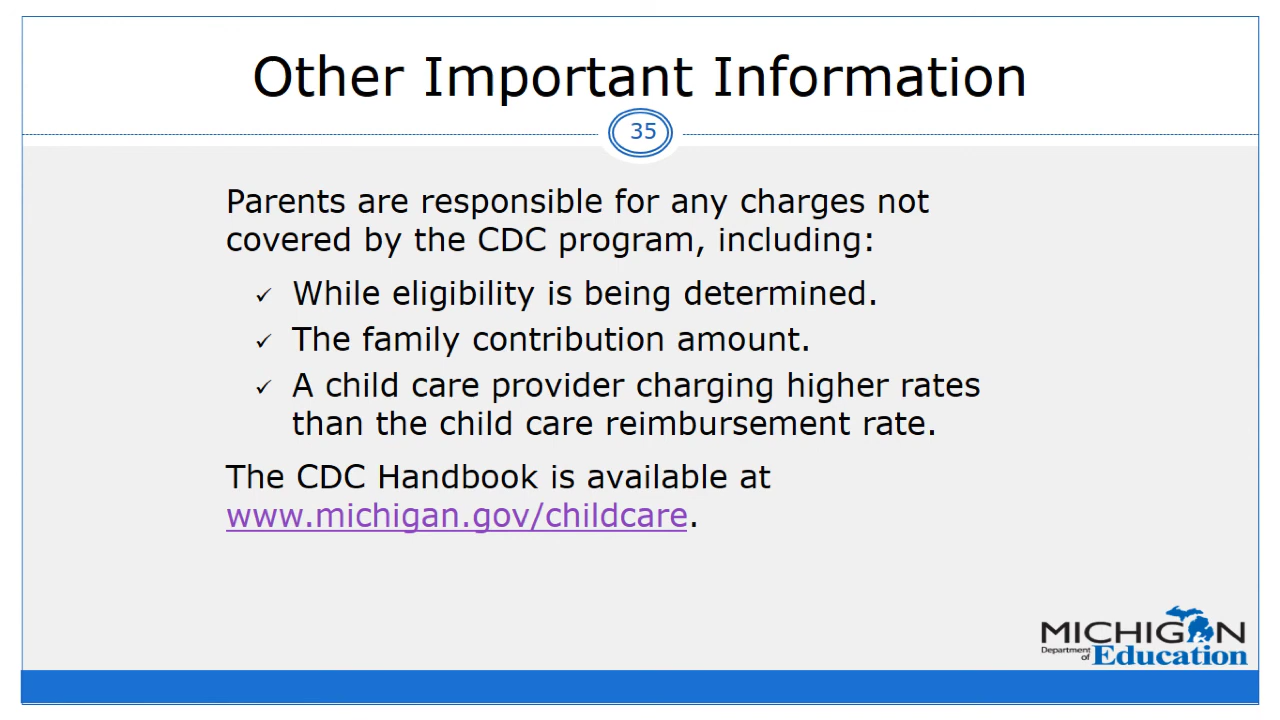 Other Important Information
35
Parents are responsible for any charges not
covered by the CDC program, including:
✓ While eligibility is being determined.
✓ The family contribution amount.
✓ A child care provider charging higher rates
than the child care reimbursement rate.
The CDC Handbook is available at
www.michigan.gov/childcare.
MICHIGAN
Department
of Education